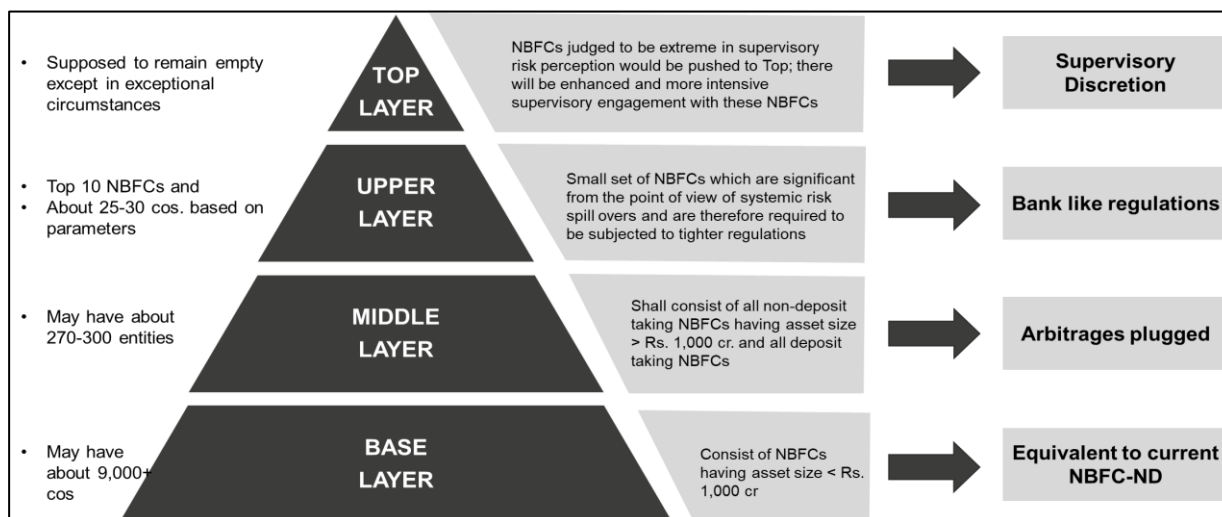 • Supposed to remain empty
except in exceptional
circumstances
TOP
LAYER
NBFCs judged to be extreme in supervisory
risk perception would be pushed to Top; there
will be enhanced and more intensive
supervisory engagement with these NBFCs
Supervisory
Discretion
• Top 10 NBFCs and
• About 25-30 cos. based on
parameters
UPPER
LAYER
Small set of NBFCs which are significant
from the point of view of systemic risk
spill overs and are therefore required to
be subjected to tighter regulations
Bank like regulations
• May have about
270-300 entities
MIDDLE
LAYER
Shall consist of all non-deposit
taking NBFCs having asset size
> Rs. 1,000 cr. and all deposit
taking NBFCs
Arbitrages plugged
• May have
about 9,000+
cos
BASE
LAYER
Consist of NBFCs
having asset size < Rs.
1,000 cr
Equivalent to current
NBFC-ND